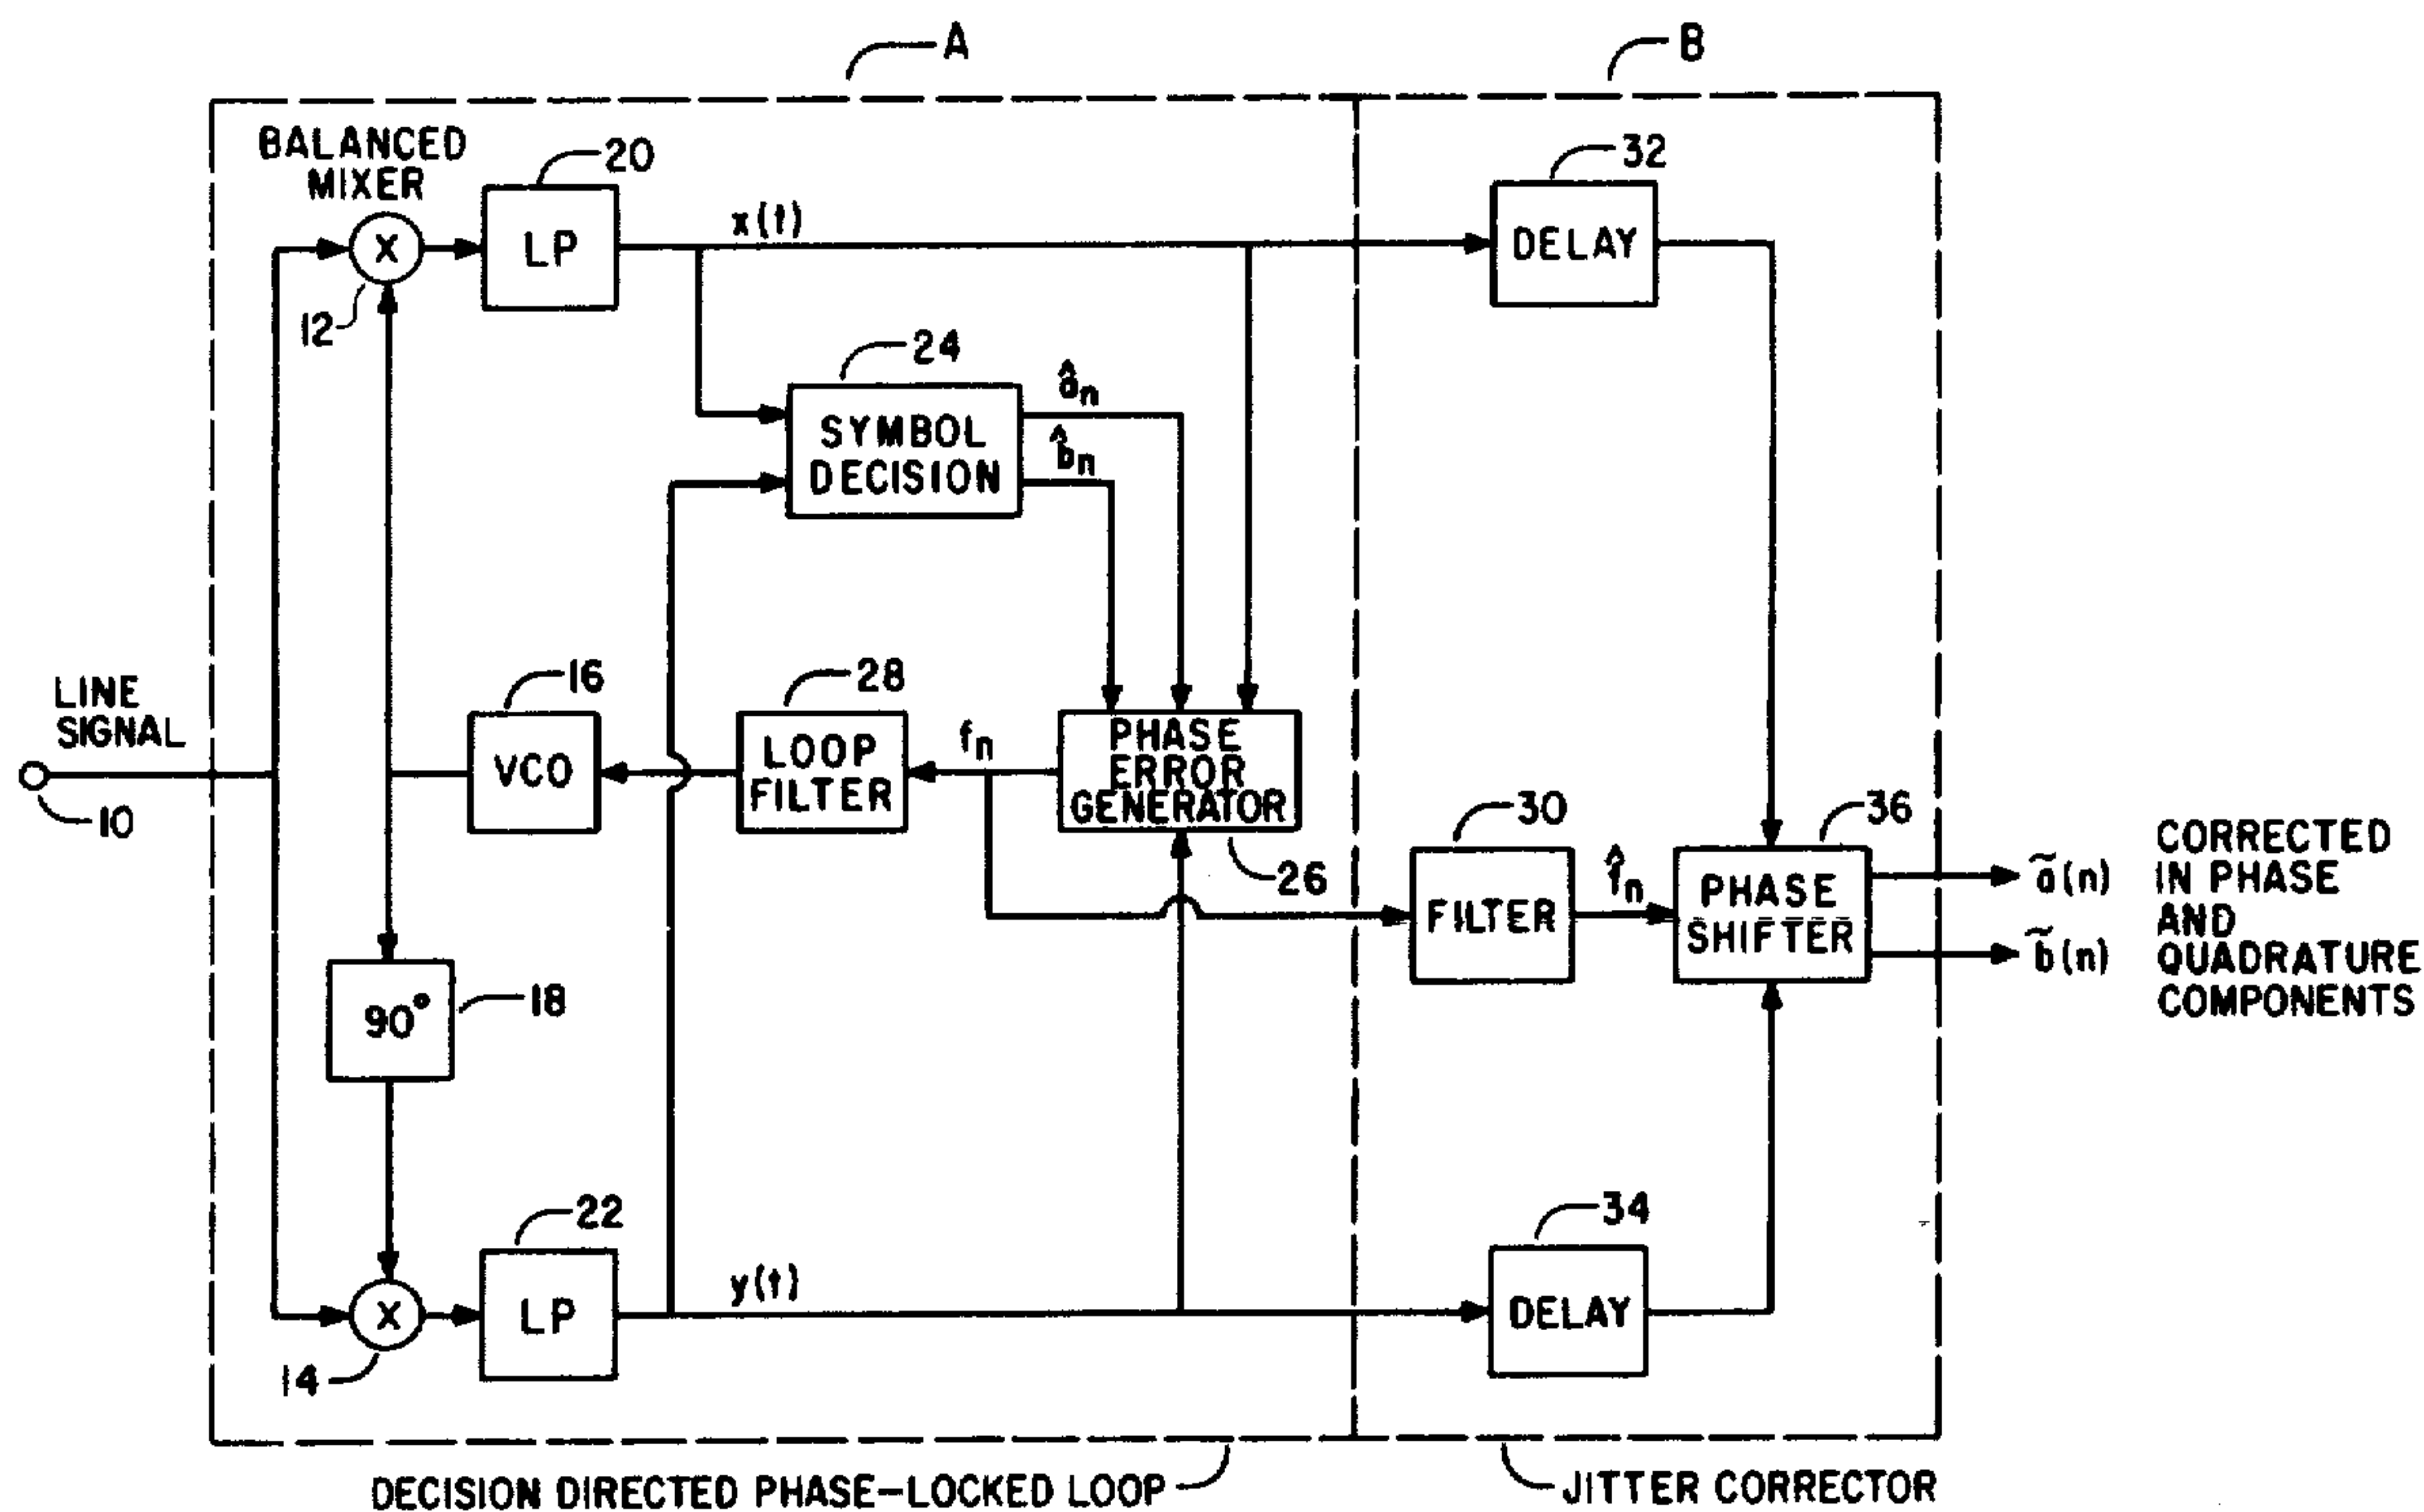 A
B
BALANCED
MIXER
20
32
x(t)
LP
X
DELAY
12
24
â_n
b̂_n
SYMBOL
DECISION
LINE
SIGNAL
16
28
f_n
VCO
LOOP
FILTER
PHASE
ERROR
GENERATOR
10
26
30
36
f̂_n
FILTER
PHASE
SHIFTER
ã(n)
b̃(n)
CORRECTED
IN PHASE
AND
QUADRATURE
COMPONENTS
90°
18
22
34
y(t)
X
LP
DELAY
14
DECISION DIRECTED PHASE-LOCKED LOOP
JITTER CORRECTOR